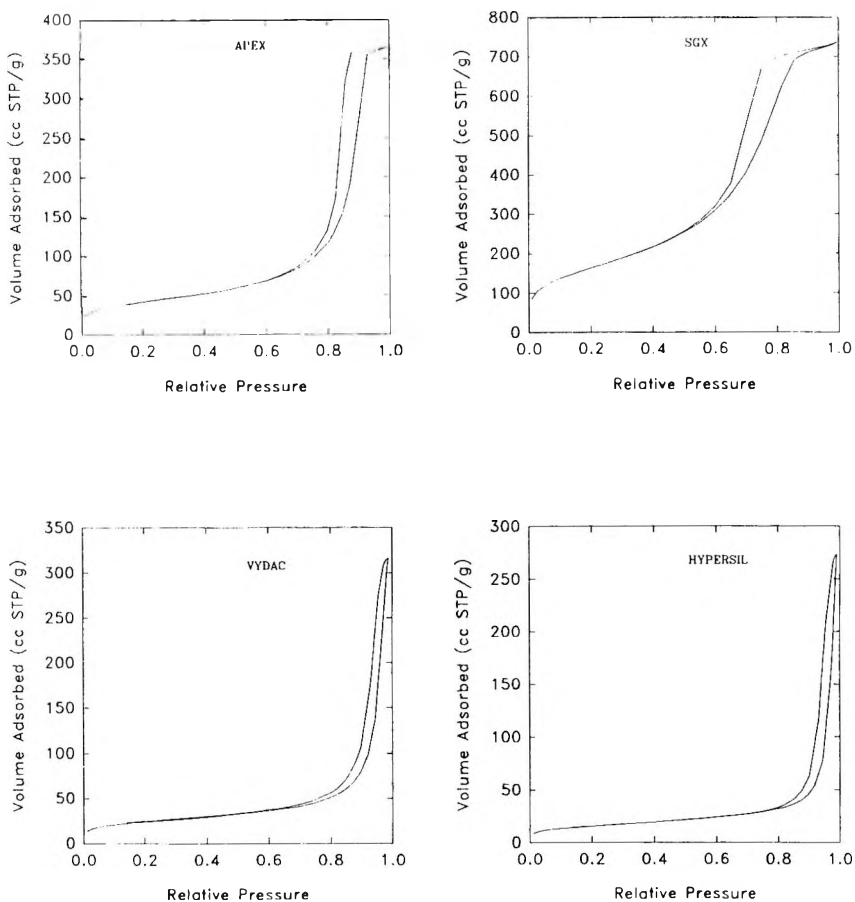 APEX
Volume Adsorbed (cc STP/g)
400
350
300
250
200
150
100
50
0
0.0 0.2 0.4 0.6 0.8 1.0
Relative Pressure
SGX
Volume Adsorbed (cc STP/g)
800
700
600
500
400
300
200
100
0
0.0 0.2 0.4 0.6 0.8 1.0
Relative Pressure
VYDAC
Volume Adsorbed (cc STP/g)
350
300
250
200
150
100
50
0
0.0 0.2 0.4 0.6 0.8 1.0
Relative Pressure
HYPERSIL
Volume Adsorbed (cc STP/g)
300
250
200
150
100
50
0
0.0 0.2 0.4 0.6 0.8 1.0
Relative Pressure